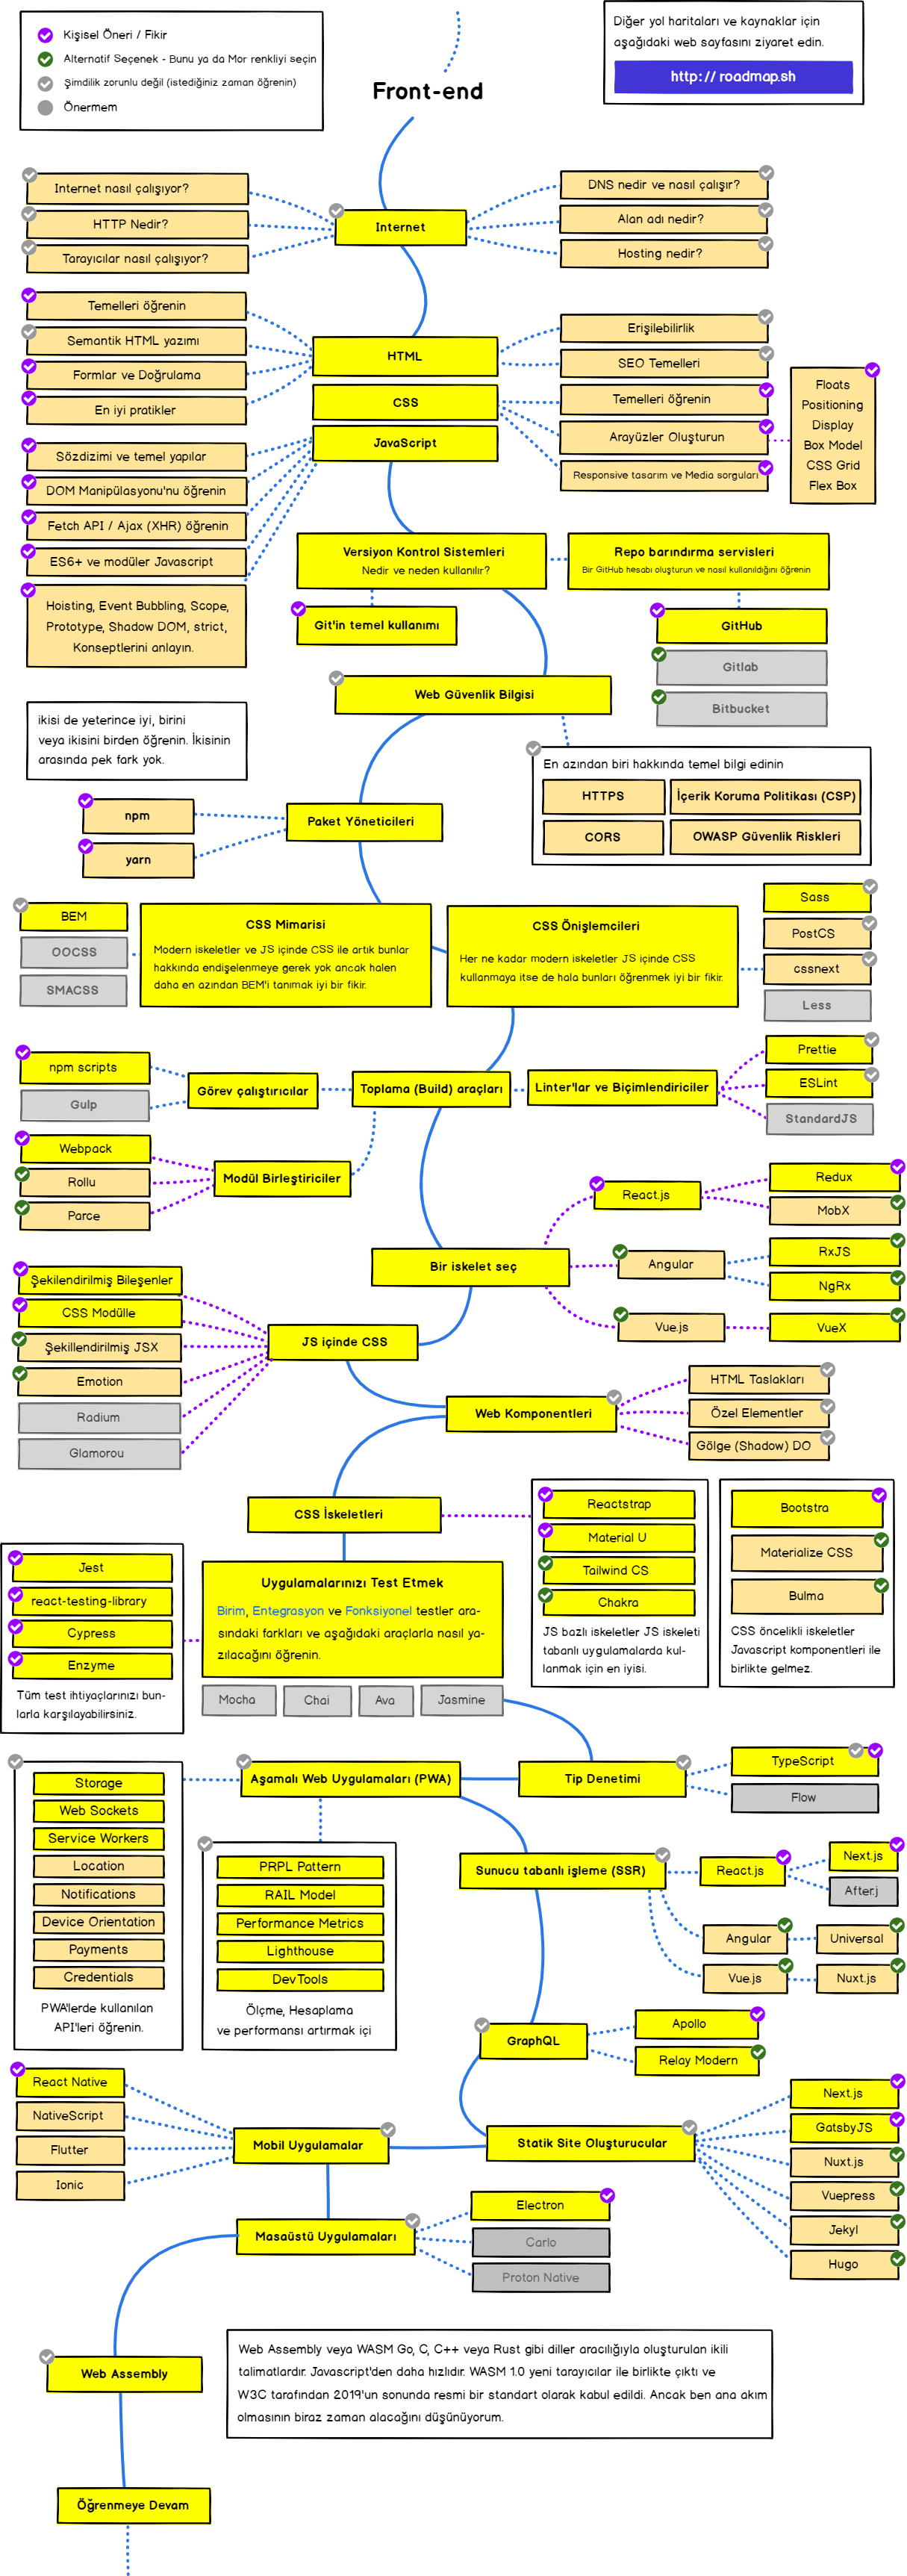 Kişisel Öneri / Fikir
Alternatif Seçenek - Bunu ya da Mor renkliyi seçin
Şimdilik zorunlu değil (istediğiniz zaman öğrenin)
Önermem
Diğer yol haritaları ve kaynaklar için
aşağıdaki web sayfasını ziyaret edin.
http:// roadmap.sh
Front-end
Internet nasıl çalışıyor?
HTTP Nedir?
Tarayıcılar nasıl çalışıyor?
Internet
DNS nedir ve nasıl çalışır?
Alan adı nedir?
Hosting nedir?
Temelleri öğrenin
Semantik HTML yazımı
Formlar ve Doğrulama
En iyi pratikler
HTML
CSS
JavaScript
Erişilebilirlik
SEO Temelleri
Temelleri öğrenin
Arayüzler Oluşturun
Responsive tasarım ve Media sorguları
Floats
Positioning
Display
Box Model
CSS Grid
Flex Box
Sözdizimi ve temel yapılar
DOM Manipülasyonu'nu öğrenin
Fetch API / Ajax (XHR) öğrenin
ES6+ ve modüler Javascript
Hoisting, Event Bubbling, Scope,
Prototype, Shadow DOM, strict,
Konseptlerini anlayın.
Versiyon Kontrol Sistemleri
Nedir ve neden kullanılır?
Git'in temel kullanımı
Repo barındırma servisleri
Bir GitHub hesabı oluşturun ve nasıl kullanıldığını öğrenin
GitHub
Gitlab
Bitbucket
Web Güvenlik Bilgisi
En azından biri hakkında temel bilgi edinin
HTTPS
İçerik Koruma Politikası (CSP)
CORS
OWASP Güvenlik Riskleri
ikisi de yeterince iyi, birini
veya ikisini birden öğrenin. İkisinin
arasında pek fark yok.
npm
yarn
Paket Yöneticileri
BEM
OOCSS
SMACSS
CSS Mimarisi
Modern iskeletler ve JS içinde CSS ile artık bunlar
hakkında endişelenmeye gerek yok ancak halen
daha en azından BEM'i tanımak iyi bir fikir.
CSS Önişlemcileri
Her ne kadar modern iskeletler JS içinde CSS
kullanmaya itse de hala bunları öğrenmek iyi bir fikir.
Sass
PostCS
cssnext
Less
npm scripts
Gulp
Görev çalıştırıcılar
Toplama (Build) araçları
Linter'lar ve Biçimlendiriciler
Prettie
ESLint
StandardJS
Webpack
Rollu
Parce
Modül Birleştiriciler
Bir iskelet seç
React.js
Redux
MobX
Angular
RxJS
NgRx
Vue.js
VueX
Şekilendirilmiş Bileşenler
CSS Modülle
Şekillendirilmiş JSX
Emotion
Radium
Glamorou
JS içinde CSS
Web Komponentleri
HTML Taslakları
Özel Elementler
Gölge (Shadow) DO
CSS İskeletleri
Reactstrap
Material U
Tailwind CS
Chakra
JS bazlı iskeletler JS iskeleti
tabanlı uygulamalarda kul-
lanmak için en iyisi.
Bootstra
Materialize CSS
Bulma
CSS öncelikli iskeletler
Javascript komponentleri ile
birlikte gelmez.
Jest
react-testing-library
Cypress
Enzyme
Tüm test ihtiyaçlarınızı bun-
larla karşılayabilirsiniz.
Uygulamalarınızı Test Etmek
Birim, Entegrasyon ve Fonksiyonel testler ara-
sındaki farkları ve aşağıdaki araçlarla nasıl ya-
zılacağını öğrenin.
Mocha
Chai
Ava
Jasmine
Aşamalı Web Uygulamaları (PWA)
Tip Denetimi
TypeScript
Flow
Storage
Web Sockets
Service Workers
Location
Notifications
Device Orientation
Payments
Credentials
PWA'lerde kullanılan
API'leri öğrenin.
PRPL Pattern
RAIL Model
Performance Metrics
Lighthouse
DevTools
Ölçme, Hesaplama
ve performansı artırmak içi
Sunucu tabanlı işleme (SSR)
React.js
Next.js
After.j
Angular
Universal
Vue.js
Nuxt.js
GraphQL
Apollo
Relay Modern
React Native
NativeScript
Flutter
Ionic
Mobil Uygulamalar
Statik Site Oluşturucular
Next.js
GatsbyJS
Nuxt.js
Vuepress
Jekyl
Hugo
Masaüstü Uygulamaları
Electron
Carlo
Proton Native
Web Assembly
Web Assembly veya WASM Go, C, C++ veya Rust gibi diller aracılığıyla oluşturulan ikili
talimatlardır. Javascript'den daha hızlıdır. WASM 1.0 yeni tarayıcılar ile birlikte çıktı ve
W3C tarafından 2019'un sonunda resmi bir standart olarak kabul edildi. Ancak ben ana akım
olmasının biraz zaman alacağını düşünüyorum.
Öğrenmeye Devam